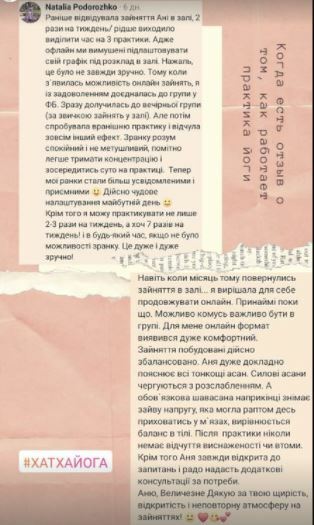 Natalia Podorozhko · 6 дн.
Раніше відвідувала зайняття Ані в залі, 2
рази на тиждень/ рідше виходило
виділити час на 3 практики. Адже
офлайн ми вимушені підлаштовувати
свій графік під розклад в залі. Нажаль,
це було не завжди зручно. Тому коли
з´явилась можливість онлайн зайнять, я
із задоволенням доєдналась до групи у
ФБ. Зразу долучилась до вечірньої групи
(за звичкою зайнять у залі). Але потім
спробувала вранішню практику і відчула
зовсім інший ефект. Зранку розум
спокійний і не метушливий, помітно
легше тримати концентрацію і
зосередитись суто на практиці. Тепер
мої ранки стали більш усвідомленими і
приємними 😃 Дійсно чудове
налаштування майбутній день 😃
Крім того я можу практикувати не лише
2-3 рази на тиждень, а хоч 7 разів на
тиждень! і в будь-який час, якщо не було
можливості зранку. Це дуже і дуже
зручно!
Когда есть отзыв о
том, как работает
практика йоги
Навіть коли місяць тому повернулись
зайняття в залі... я вирішала для себе
продовжувати онлайн. Принаймі поки
що. Можливо комусь важливо бути в
групі. Для мене онлайн формат
виявився дуже комфортний.
Зайняття побудовані дійсно
збалансовано. Аня дуже докладно
пояснює всі тонкощі асан. Силові асани
чергуються з розслабленням. А
обов´язкова шавасана наприкінці знімає
зайву напругу, яка могла раптом десь
приховатись у м´язах, вирівнюється
баланс в тілі. Після практики ніколи
немає відчуття виснаженості чи втоми.
Крім того Аня завжди відкрита до
запитань і радо надасть додаткові
консультації за потреби.
Аню, Величезне Дякую за твою щирість,
відкритість і неповторну атмосферу на
зайняттях! 😃❤️😘💕
#ХАТХАЙОГА